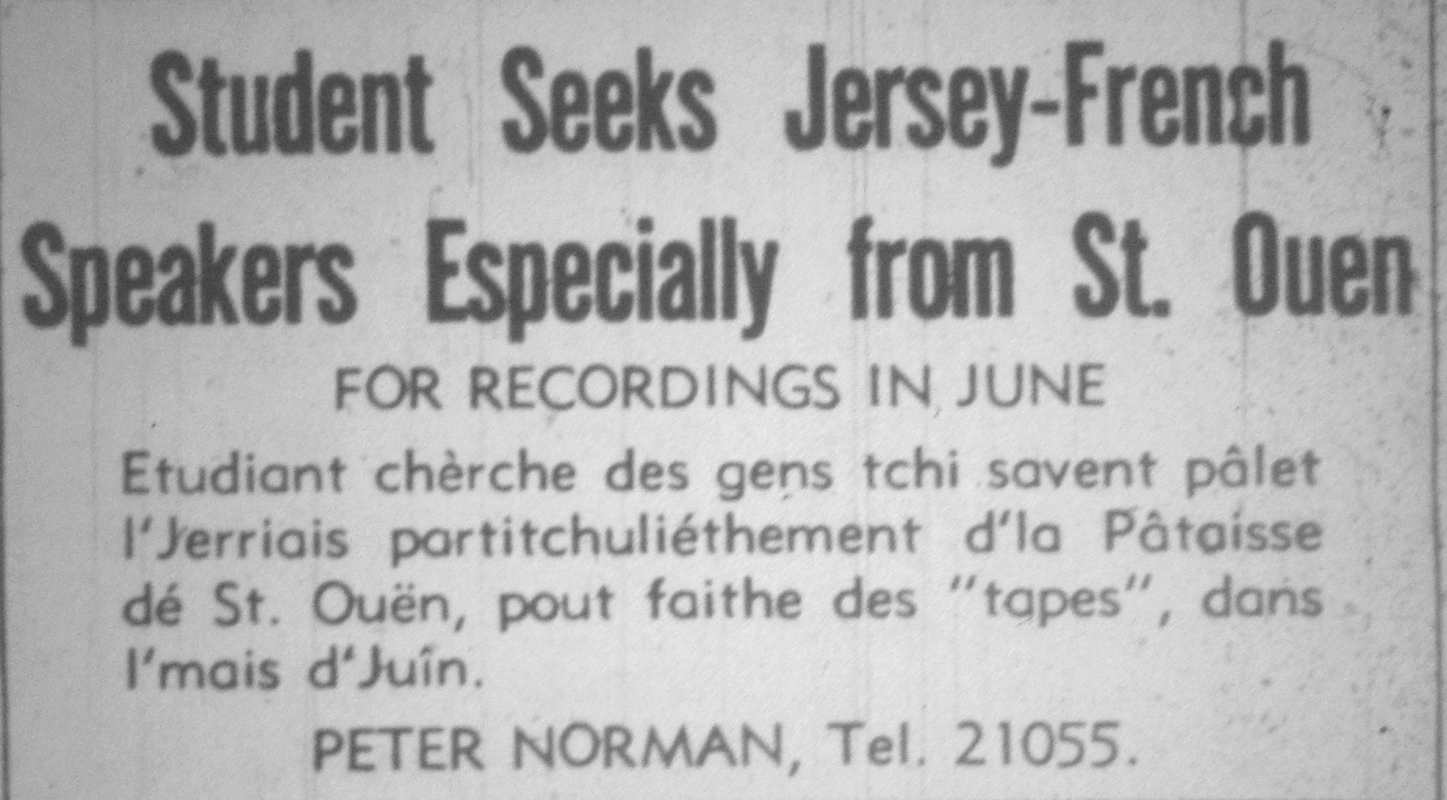 Student Seeks Jersey-French
Speakers Especially from St. Ouen
FOR RECORDINGS IN JUNE
Etudiant chèrche des gens tchi savent pâlet
l'Jerriais partitchuliéthement d'la Pâtaisse
dé St. Ouën, pout faithe des "tapes", dans
l'mais d'Juîn.
PETER NORMAN, Tel. 21055.